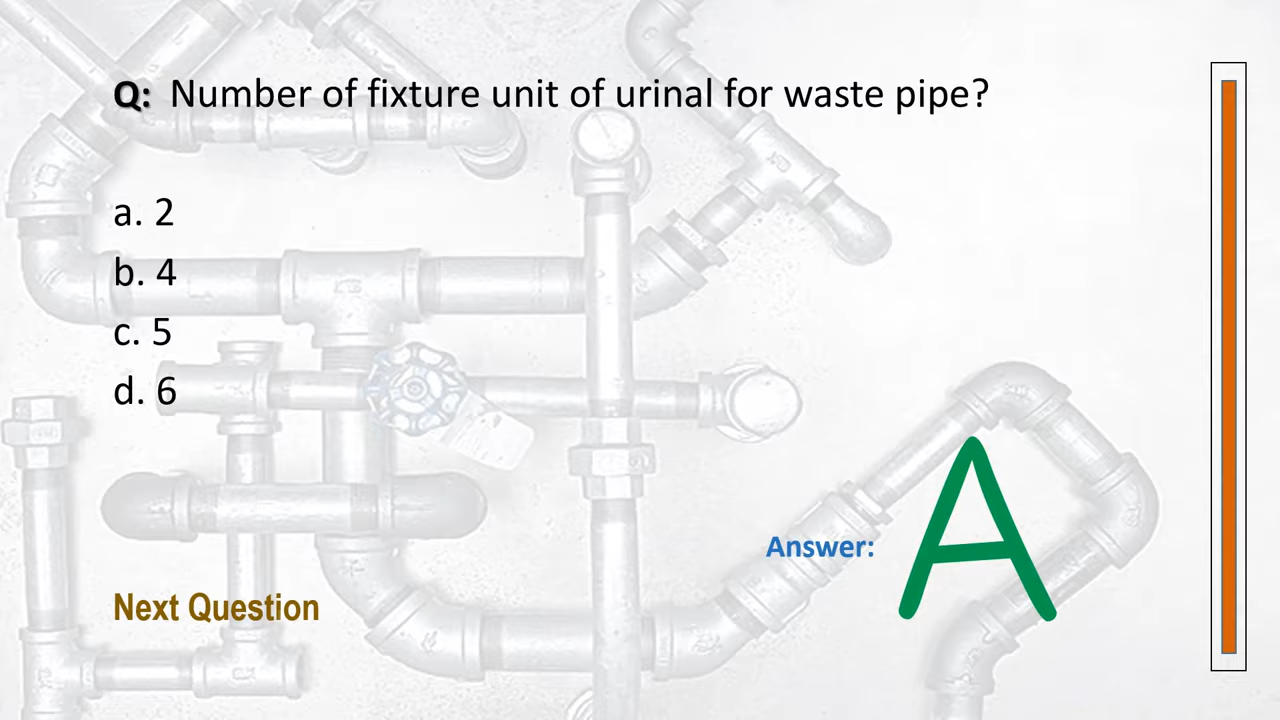 Q: Number of fixture unit of urinal for waste pipe?
a. 2
b. 4
c. 5
d. 6
Answer: A
Next Question